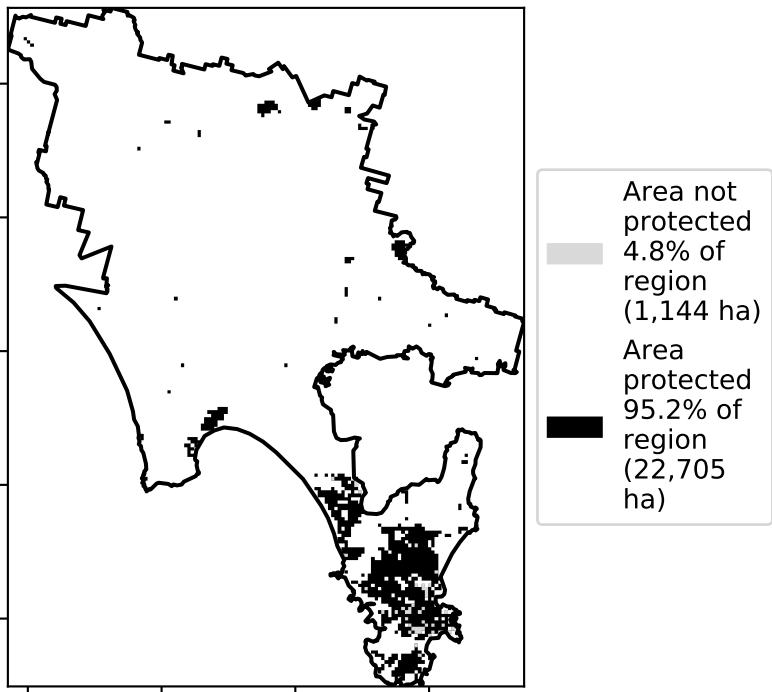 Area not
protected
4.8% of
region
(1,144 ha)
Area
protected
95.2% of
region
(22,705
ha)